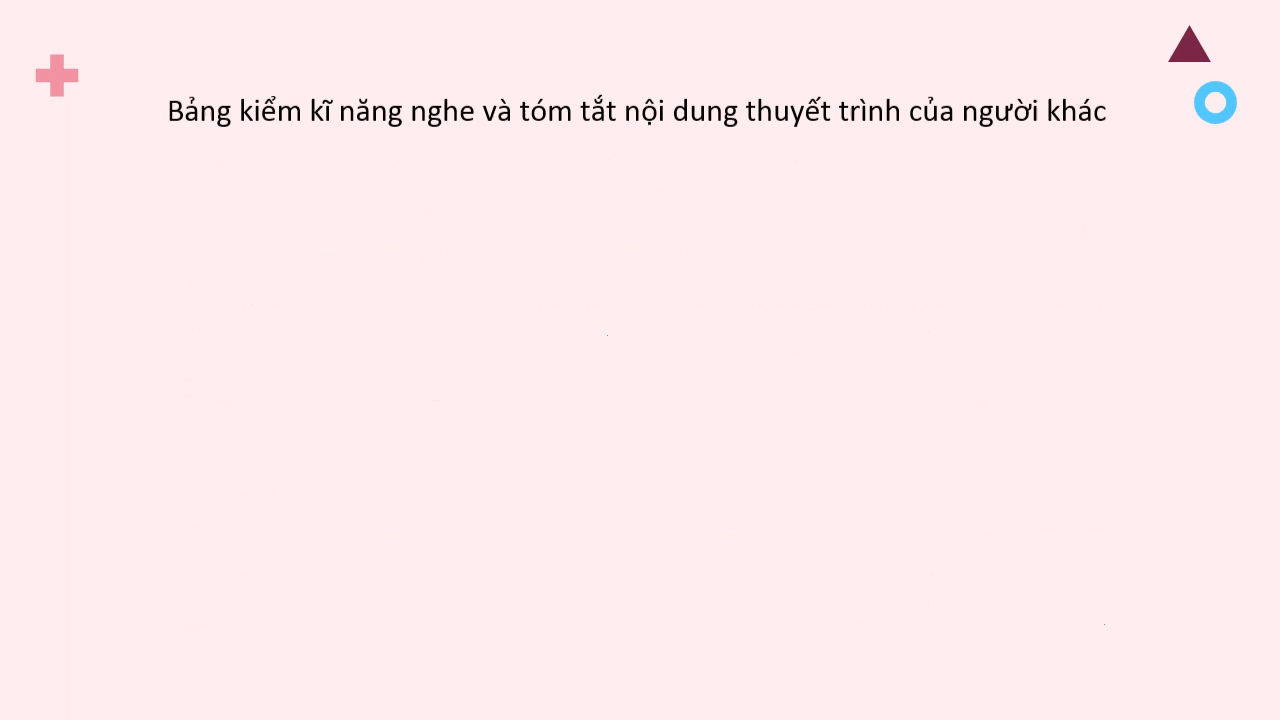 Bảng kiểm kĩ năng nghe và tóm tắt nội dung thuyết trình của người khác